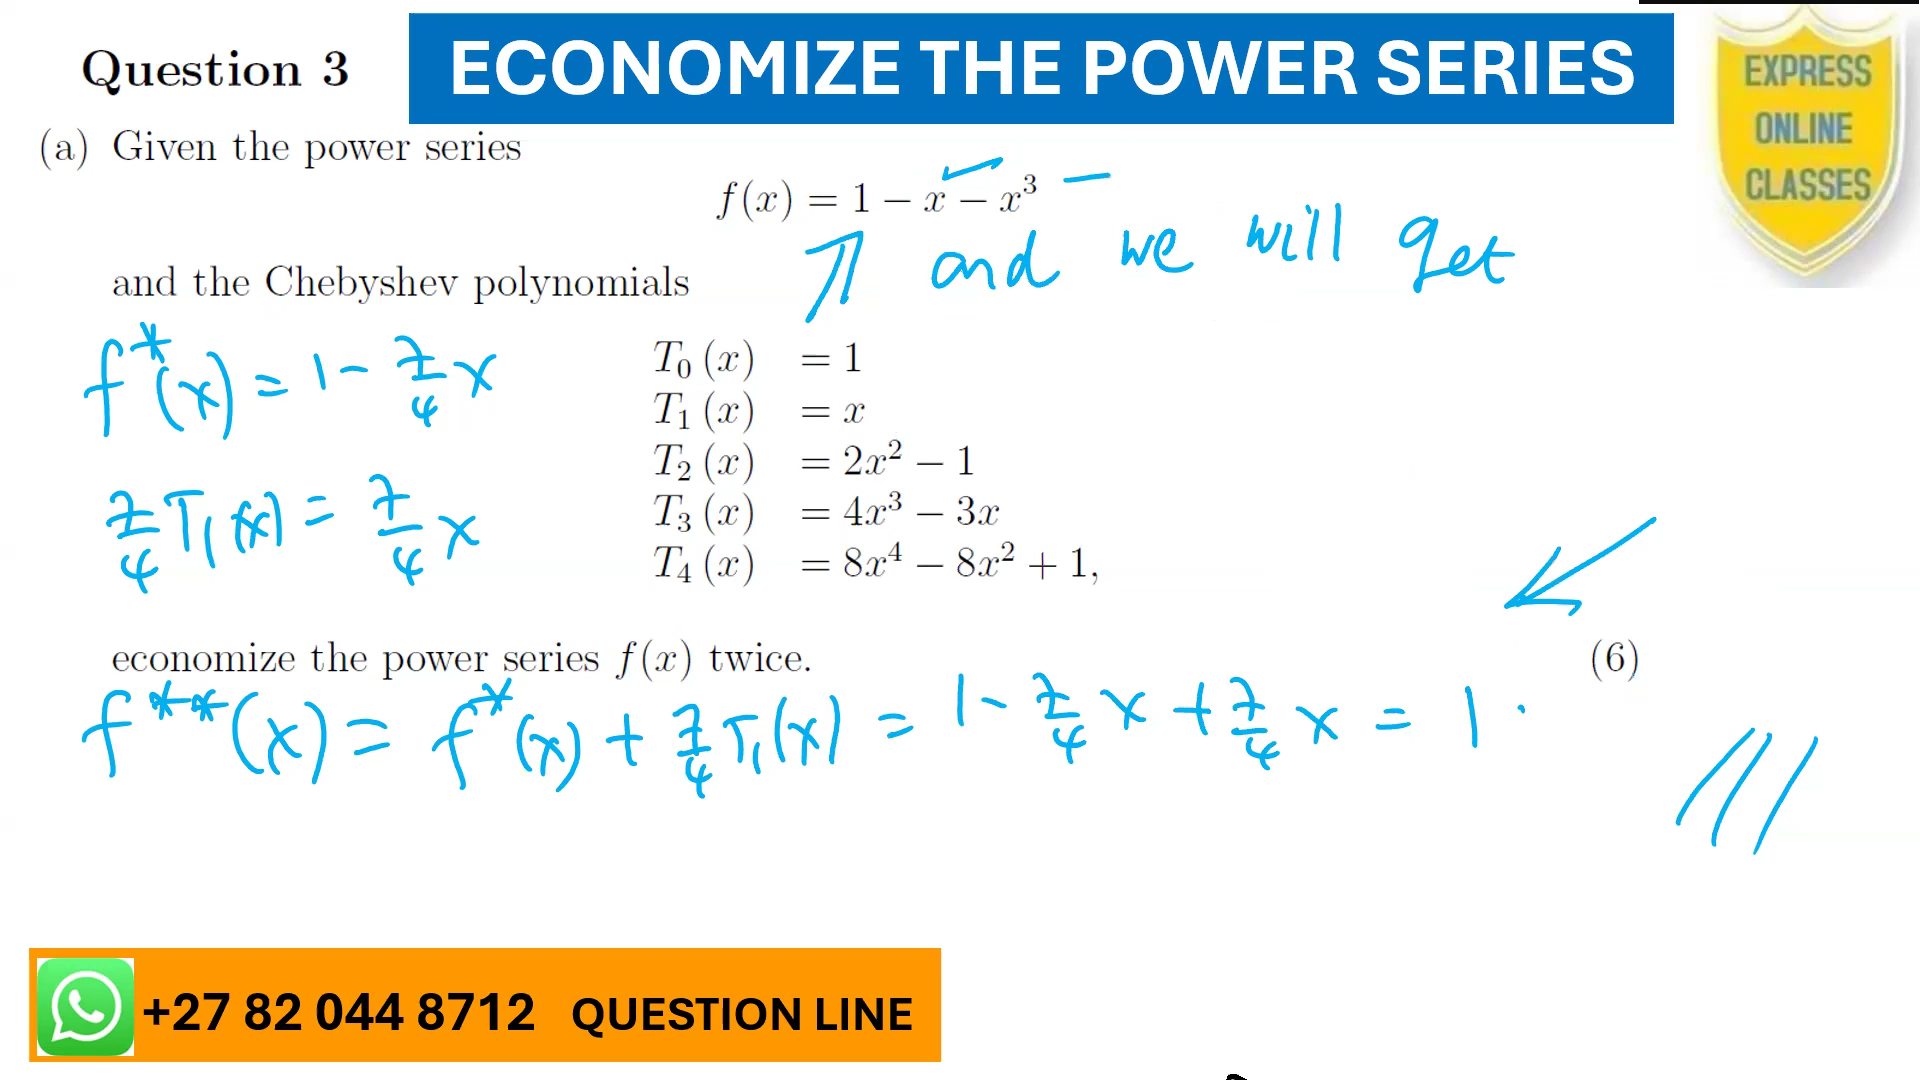 Question 3
ECONOMIZE THE POWER SERIES
EXPRESS
ONLINE
CLASSES
(a) Given the power series
f(x) = 1 − x − x³
and we will get
and the Chebyshev polynomials
f*(x) = 1 - 7/4 x
T₀ (x) = 1
T₁ (x) = x
T₂ (x) = 2x² − 1
7/4 T₁(x) = 7/4 x
T₃ (x) = 4x³ − 3x
T₄ (x) = 8x⁴ − 8x² + 1,
economize the power series f(x) twice. (6)
f**(x) = f*(x) + 7/4 T₁(x) = 1 - 7/4 x + 7/4 x = 1.
+27 82 044 8712 QUESTION LINE